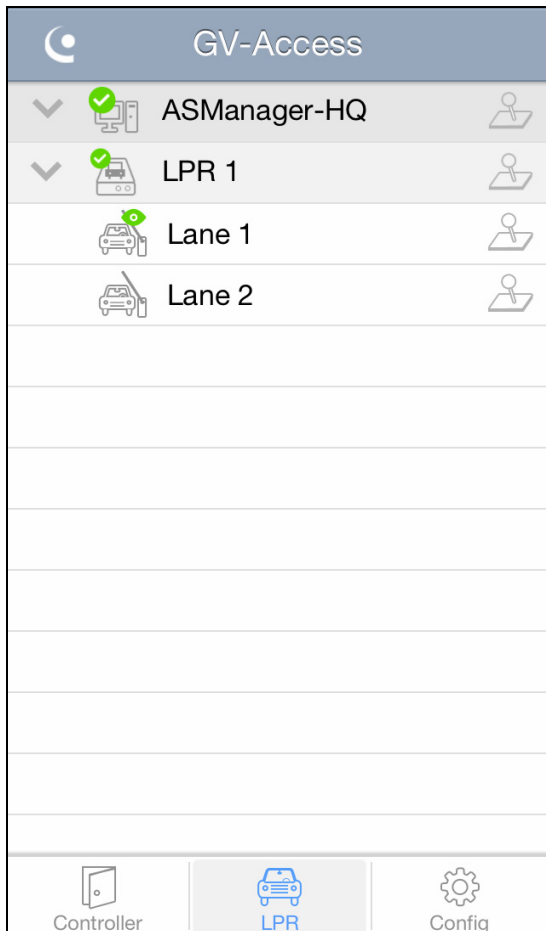 GV-Access
ASManager-HQ
LPR 1
Lane 1
Lane 2
Controller
LPR
Config